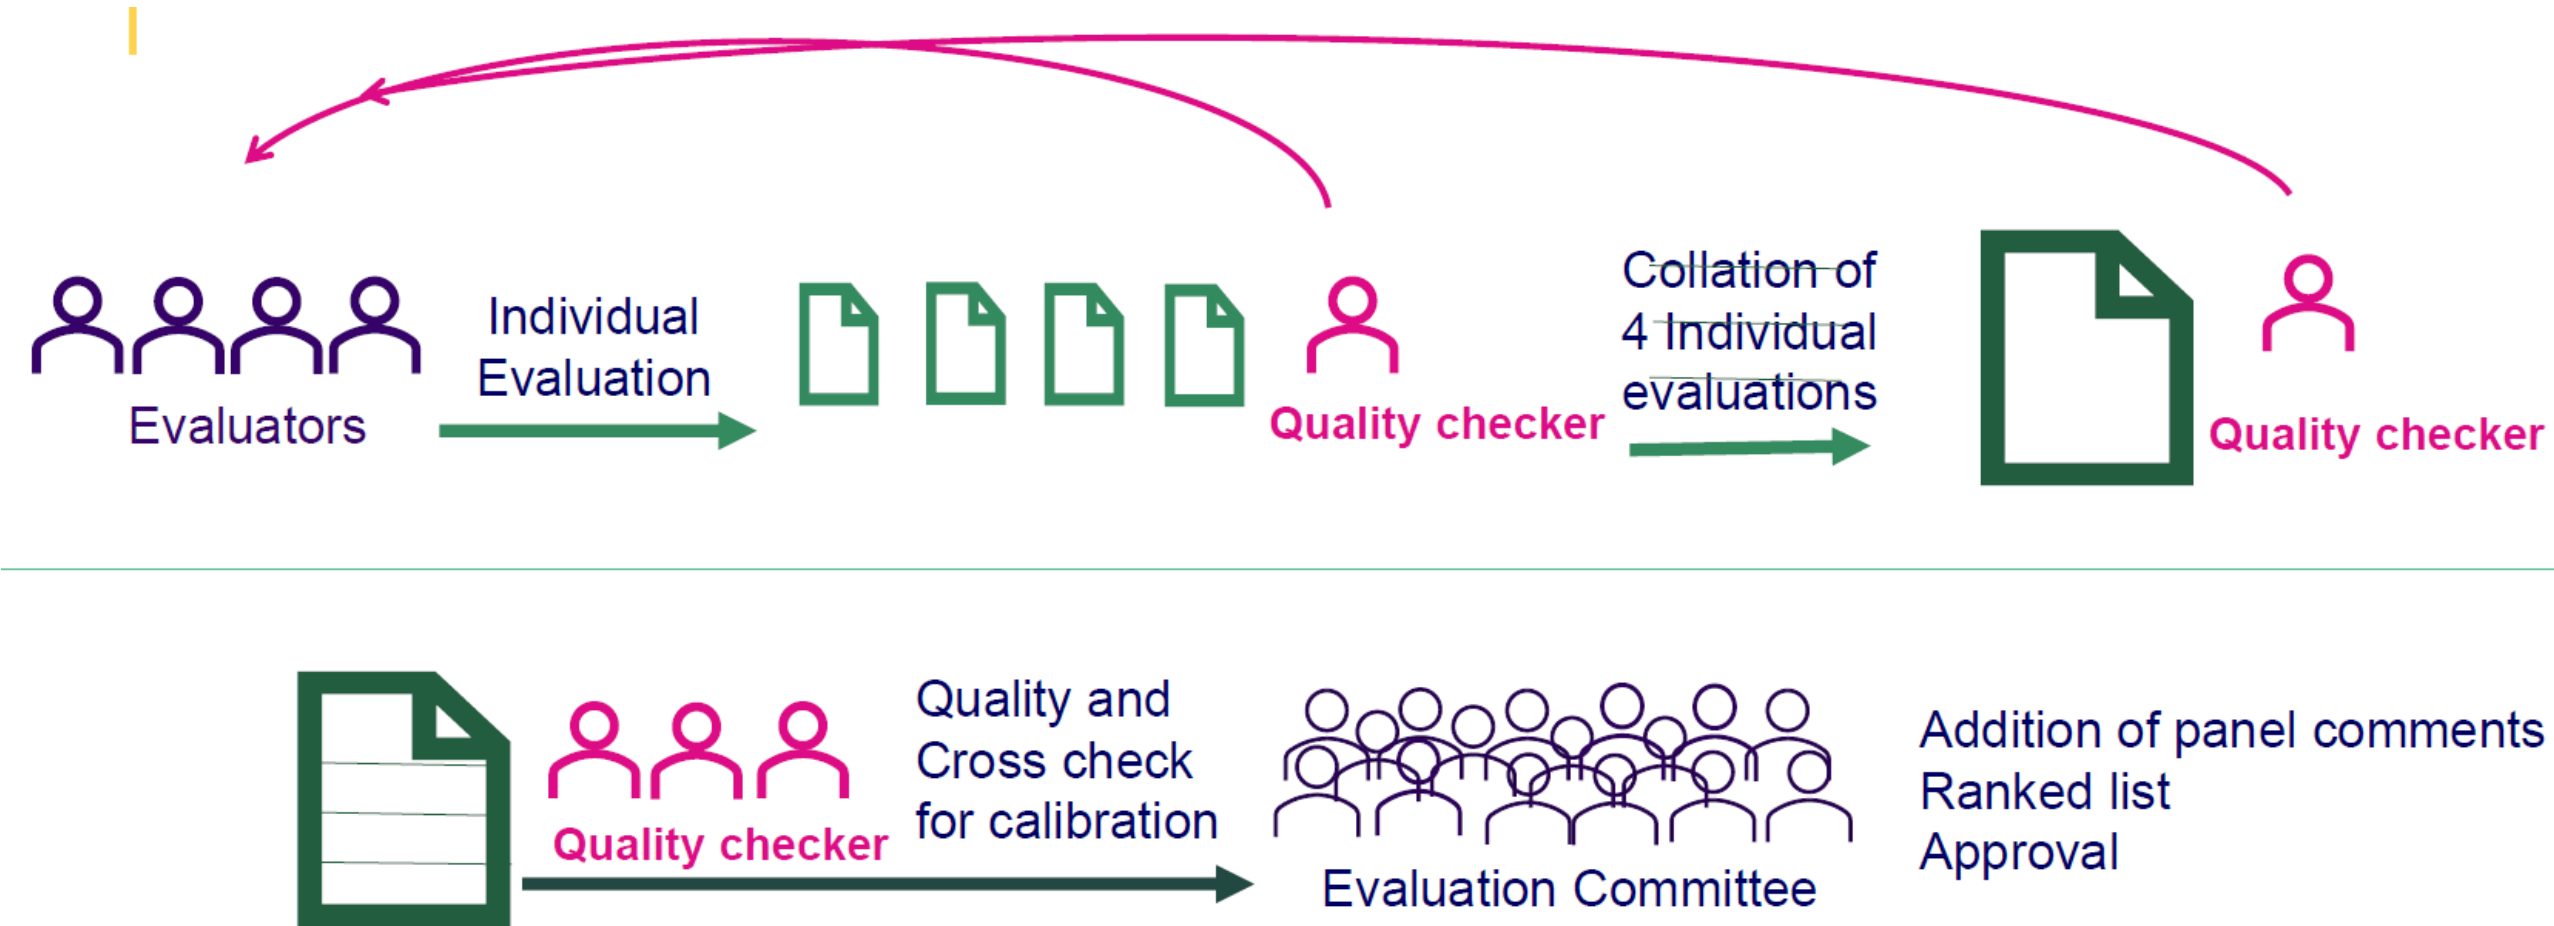 Individual
Evaluation
Evaluators
Quality checker
Collation of
4 Individual
evaluations
Quality checker
Quality checker
Quality and
Cross check
for calibration
Evaluation Committee
Addition of panel comments
Ranked list
Approval